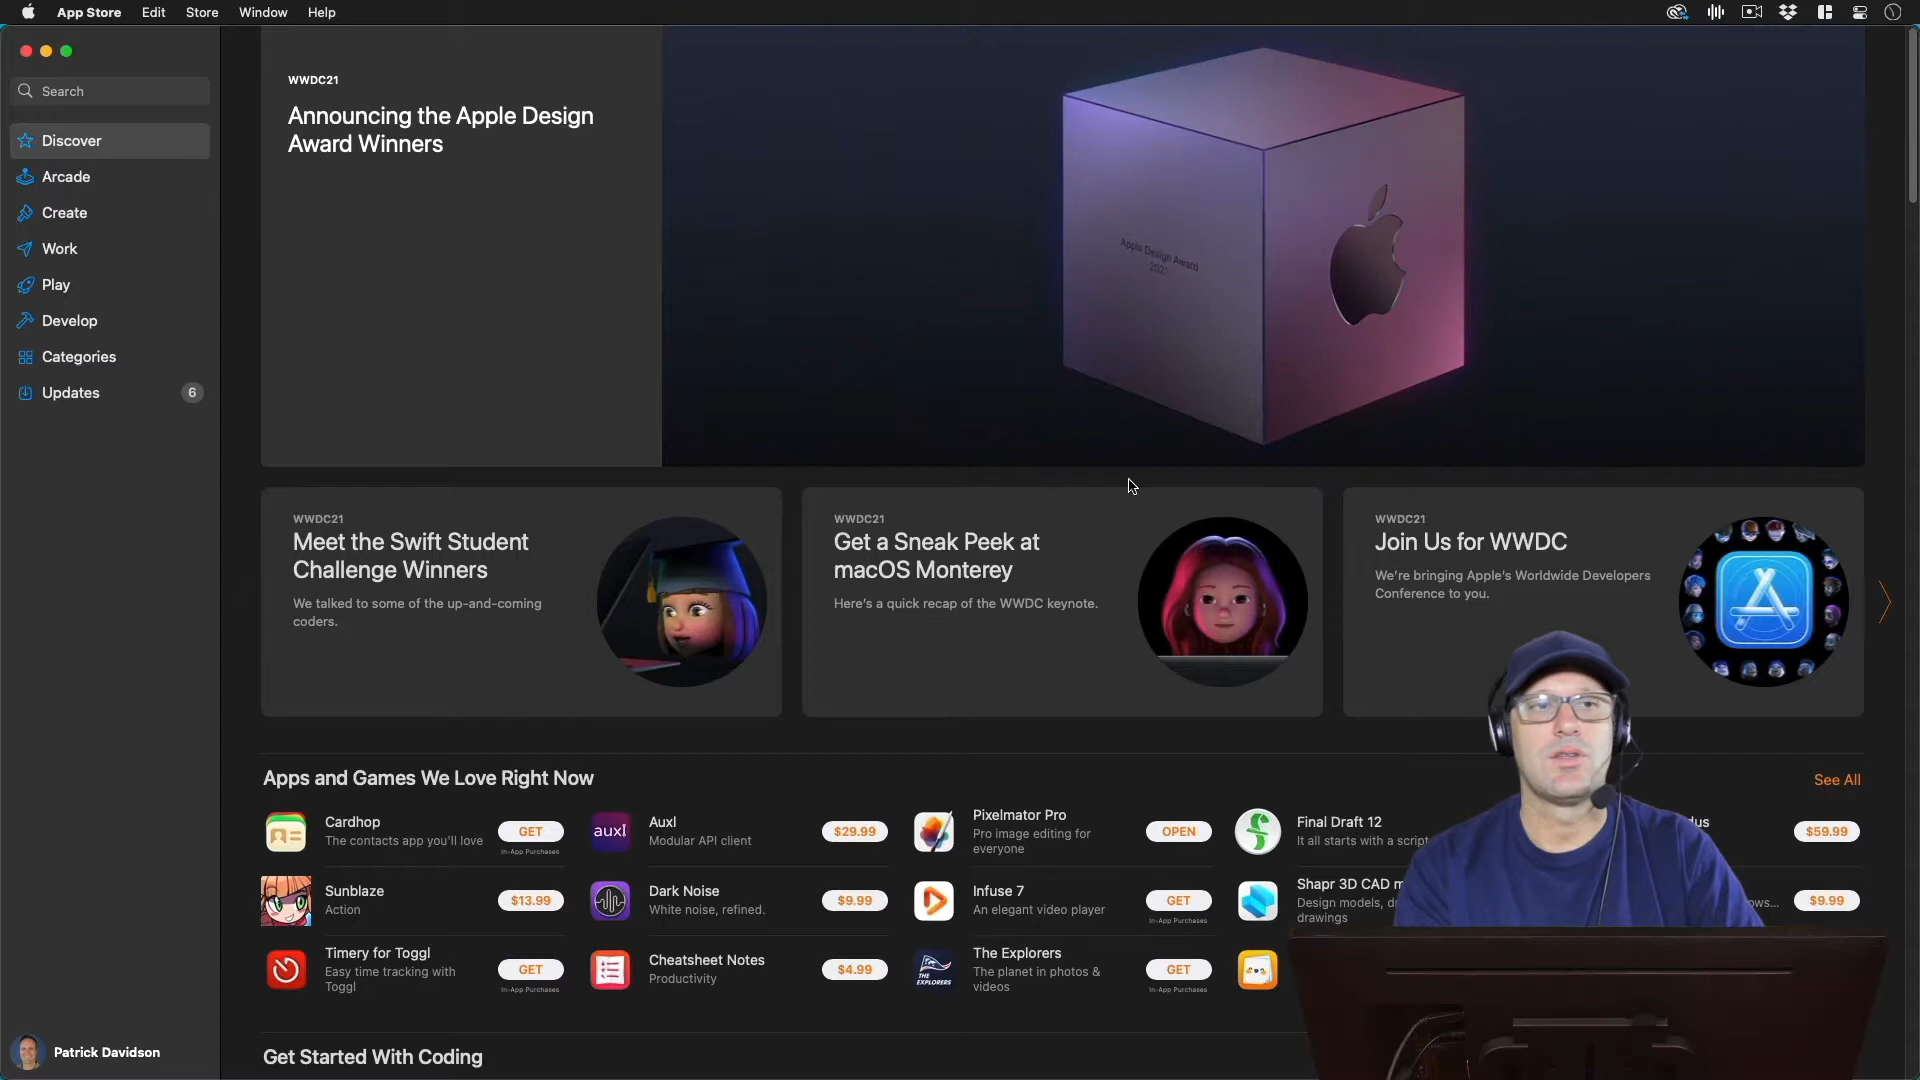 App Store Edit Store Window Help
Search
Discover
Arcade
Create
Work
Play
Develop
Categories
Updates 6
Patrick Davidson
WWDC21
Announcing the Apple Design
Award Winners
Apple Design Award
2021
WWDC21
Meet the Swift Student
Challenge Winners
We talked to some of the up-and-coming
coders.
WWDC21
Get a Sneak Peek at
macOS Monterey
Here's a quick recap of the WWDC keynote.
WWDC21
Join Us for WWDC
We're bringing Apple's Worldwide Developers
Conference to you.
Apps and Games We Love Right Now
See All
Cardhop
The contacts app you'll love
GET
In-App Purchases
auxl
Auxl
Modular API client
$29.99
Pixelmator Pro
Pro image editing for
everyone
OPEN
Final Draft 12
It all starts with a script
$59.99
Sunblaze
Action
$13.99
Dark Noise
White noise, refined.
$9.99
Infuse 7
An elegant video player
GET
In-App Purchases
Shapr 3D CAD
Design models,
drawings
$9.99
Timery for Toggl
Easy time tracking with
Toggl
GET
In-App Purchases
Cheatsheet Notes
Productivity
$4.99
THE
EXPLORERS
The Explorers
The planet in photos &
videos
GET
In-App Purchases
Get Started With Coding